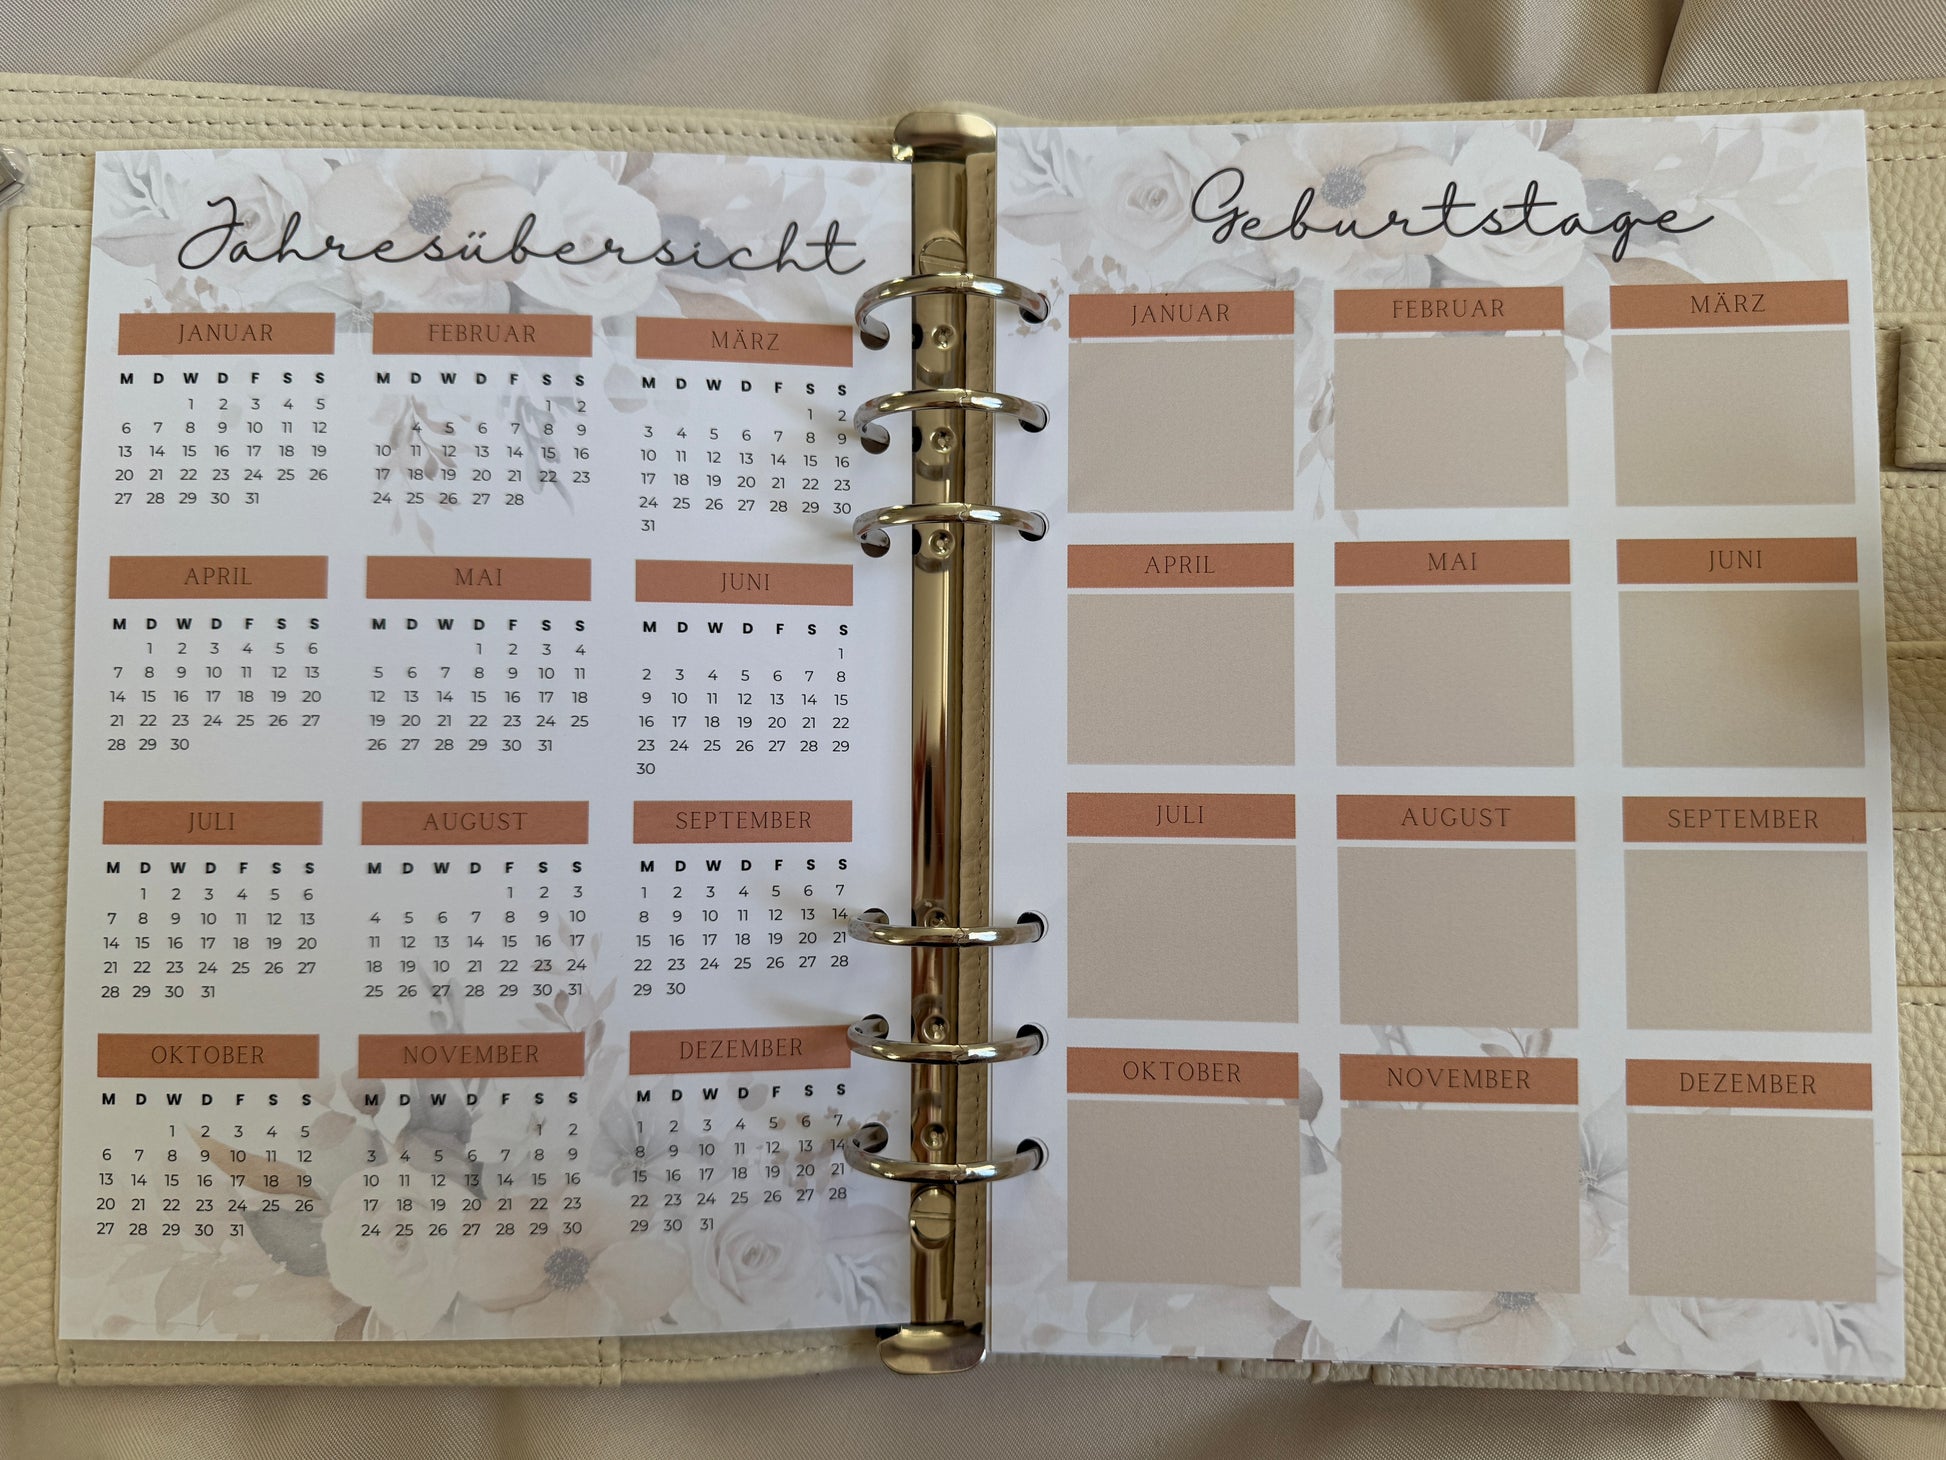 Jahresübersicht
JANUAR
M D W D F S S
1 2 3 4 5
6 7 8 9 10 11 12
13 14 15 16 17 18 19
20 21 22 23 24 25 26
27 28 29 30 31
FEBRUAR
M D W D F S S
1 2
4 5 6 7 8 9
10 11 12 13 14 15 16
17 18 19 20 21 22 23
24 25 26 27 28
MÄRZ
M D W D F S S
1 2
3 4 5 6 7 8 9
10 11 12 13 14 15 16
17 18 19 20 21 22 23
24 25 26 27 28 29 30
31
APRIL
M D W D F S S
1 2 3 4 5 6
7 8 9 10 11 12 13
14 15 16 17 18 19 20
21 22 23 24 25 26 27
28 29 30
MAI
M D W D F S S
1 2 3 4
5 6 7 8 9 10 11
12 13 14 15 16 17 18
19 20 21 22 23 24 25
26 27 28 29 30 31
JUNI
M D W D F S S
1
2 3 4 5 6 7 8
9 10 11 12 13 14 15
16 17 18 19 20 21 22
23 24 25 26 27 28 29
30
JULI
M D W D F S S
1 2 3 4 5 6
7 8 9 10 11 12 13
14 15 16 17 18 19 20
21 22 23 24 25 26 27
28 29 30 31
AUGUST
M D W D F S S
1 2 3
4 5 6 7 8 9 10
11 12 13 14 15 16 17
18 19 10 21 22 23 24
25 26 27 28 29 30 31
SEPTEMBER
M D W D F S S
1 2 3 4 5 6 7
8 9 10 11 12 13 14
15 16 17 18 19 20 21
22 23 24 25 26 27 28
29 30
OKTOBER
M D W D F S S
1 2 3 4 5
6 7 8 9 10 11 12
13 14 15 16 17 18 19
20 21 22 23 24 25 26
27 28 29 30 31
NOVEMBER
M D W D F S S
1 2
3 4 5 6 7 8 9
10 11 12 13 14 15 16
17 18 19 20 21 22 23
24 25 26 27 28 29 30
DEZEMBER
M D W D F S S
1 2 3 4 5 6 7
8 9 10 11 12 13 14
15 16 17 18 19 20 21
22 23 24 25 26 27 28
29 30 31
Geburtstage
JANUAR FEBRUAR MÄRZ
APRIL MAI JUNI
JULI AUGUST SEPTEMBER
OKTOBER NOVEMBER DEZEMBER